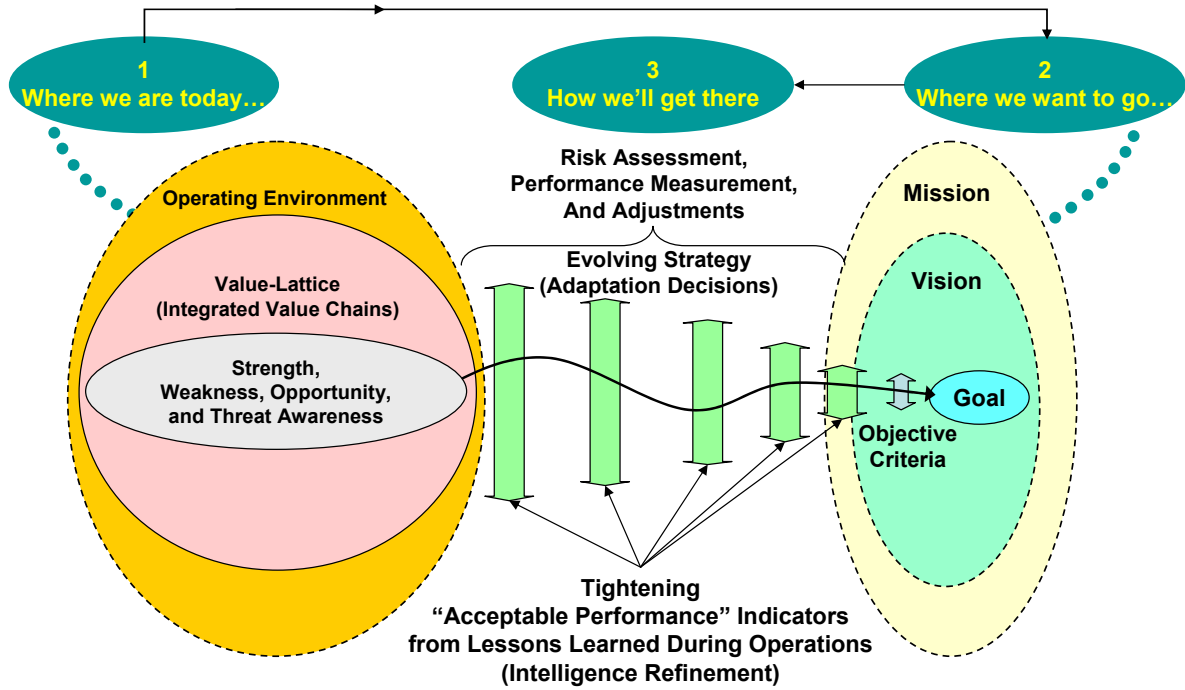 1
Where we are today…
3
How we’ll get there
2
Where we want to go…
Operating Environment
Value-Lattice
(Integrated Value Chains)
Strength,
Weakness, Opportunity,
and Threat Awareness
Risk Assessment,
Performance Measurement,
And Adjustments
Evolving Strategy
(Adaptation Decisions)
Mission
Vision
Goal
Objective
Criteria
Tightening
“Acceptable Performance” Indicators
from Lessons Learned During Operations
(Intelligence Refinement)